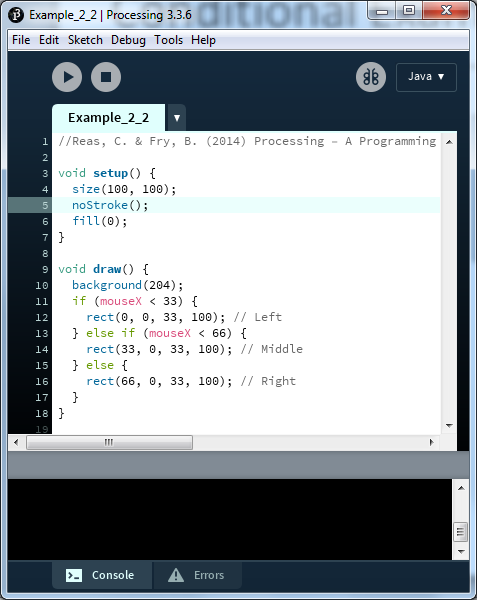 Example_2_2 | Processing 3.3.6
File Edit Sketch Debug Tools Help
Java
Example_2_2
1 //Reas, C. & Fry, B. (2014) Processing – A Programming
2
3 void setup() {
4 size(100, 100);
5 noStroke();
6 fill(0);
7 }
8
9 void draw() {
10 background(204);
11 if (mouseX < 33) {
12 rect(0, 0, 33, 100); // Left
13 } else if (mouseX < 66) {
14 rect(33, 0, 33, 100); // Middle
15 } else {
16 rect(66, 0, 33, 100); // Right
17 }
18 }
19
Console Errors